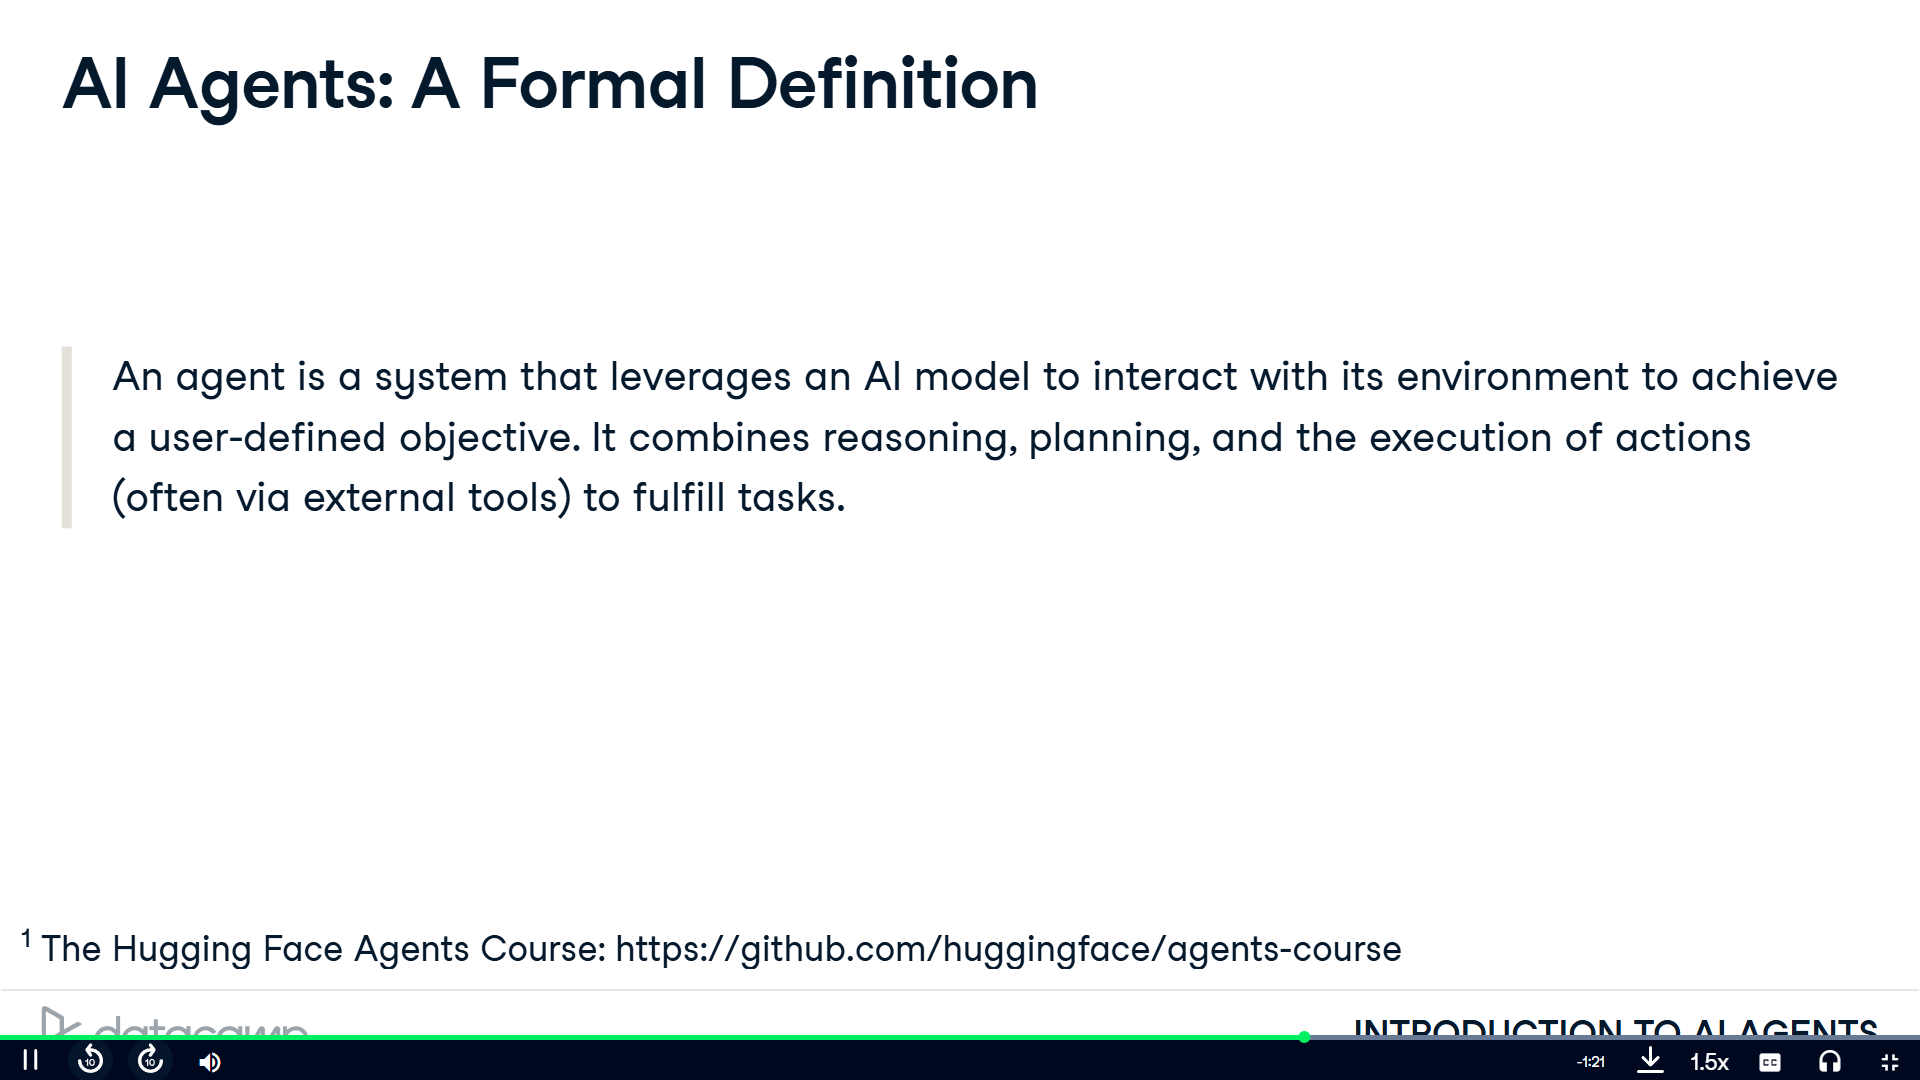 AI Agents: A Formal Definition
An agent is a system that leverages an AI model to interact with its environment to achieve
a user-defined objective. It combines reasoning, planning, and the execution of actions
(often via external tools) to fulfill tasks.
1 The Hugging Face Agents Course: https://github.com/huggingface/agents-course
datacamp
INTRODUCTION TO AI AGENTS
10
10
-1:21
1.5x
CC